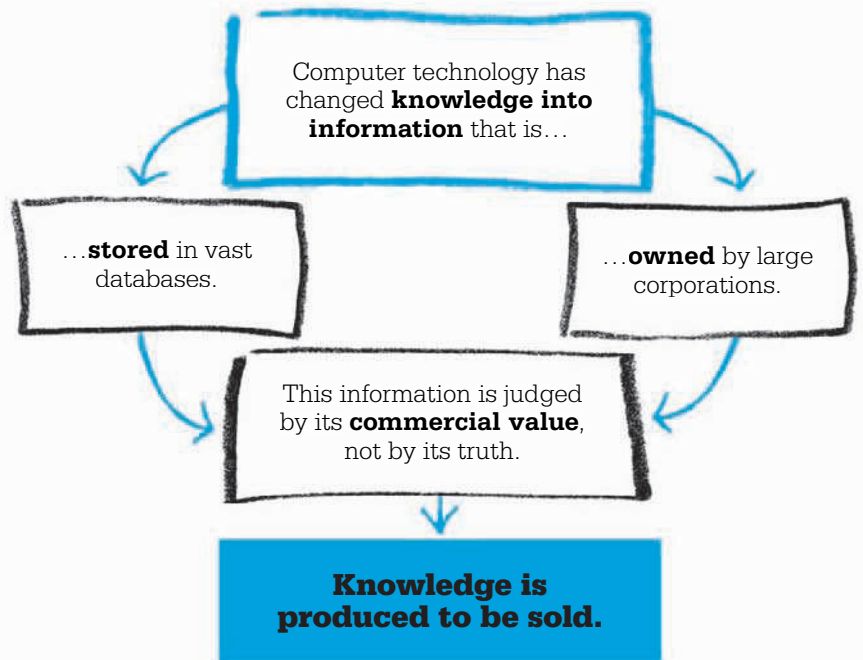 Computer technology has
changed knowledge into
information that is…
…stored in vast
databases.
…owned by large
corporations.
This information is judged
by its commercial value,
not by its truth.
Knowledge is
produced to be sold.